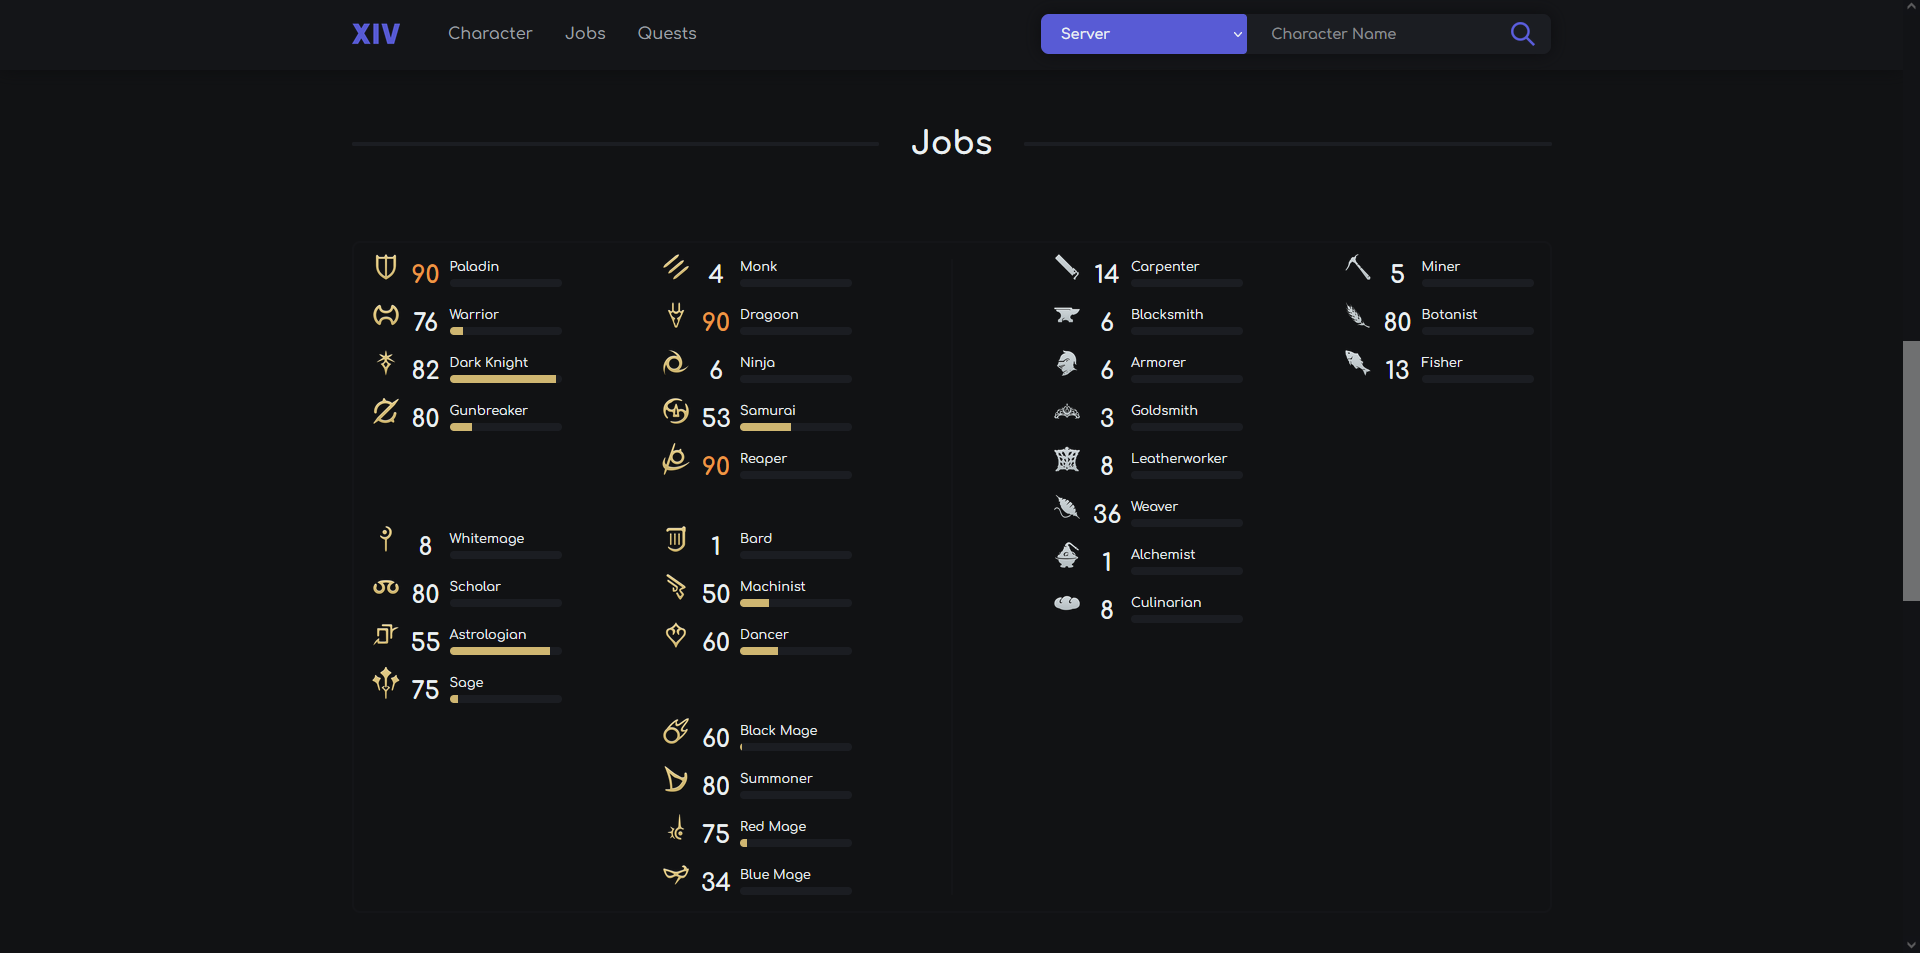 XIV Character Jobs Quests Server Character Name
Jobs
90 Paladin
76 Warrior
82 Dark Knight
80 Gunbreaker
8 Whitemage
80 Scholar
55 Astrologian
75 Sage
4 Monk
90 Dragoon
6 Ninja
53 Samurai
90 Reaper
1 Bard
50 Machinist
60 Dancer
60 Black Mage
80 Summoner
75 Red Mage
34 Blue Mage
14 Carpenter
6 Blacksmith
6 Armorer
3 Goldsmith
8 Leatherworker
36 Weaver
1 Alchemist
8 Culinarian
5 Miner
80 Botanist
13 Fisher